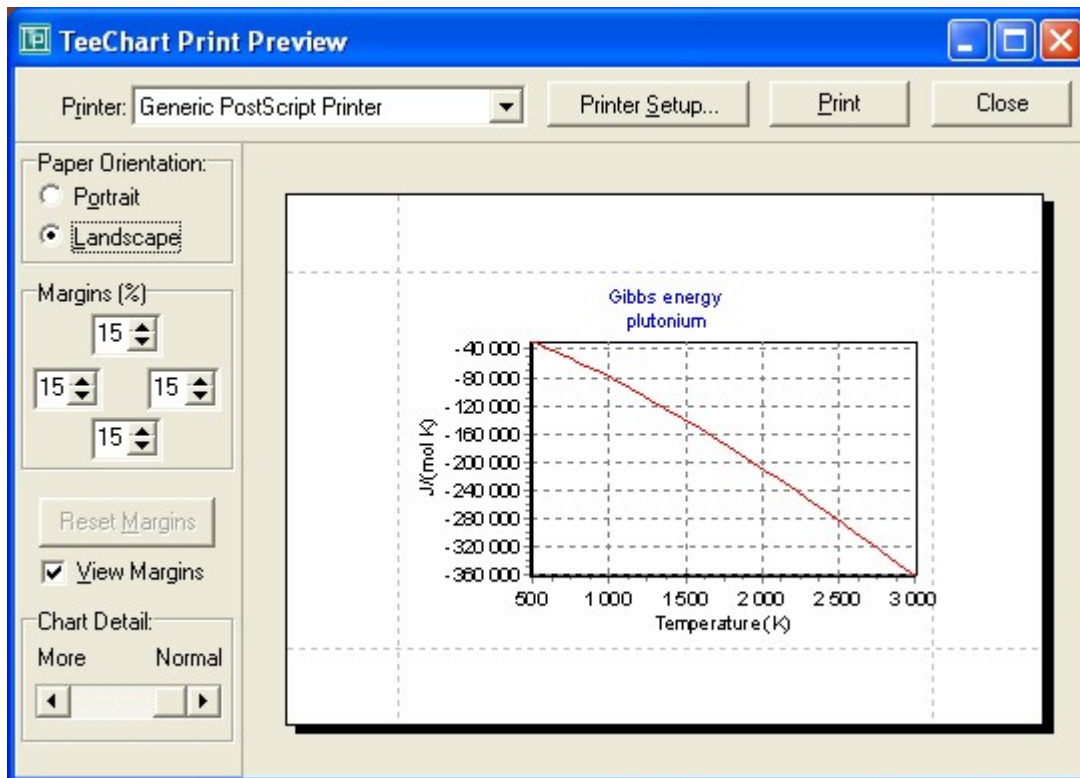 TeeChart Print Preview
Printer: Generic PostScript Printer Printer Setup... Print Close
Paper Orientation:
Portrait
Landscape
Margins (%)
15
15 15
15
Reset Margins
View Margins
Chart Detail:
More Normal
Gibbs energy
plutonium
J/(mol K)
-40 000
-80 000
-120 000
-160 000
-200 000
-240 000
-280 000
-320 000
-360 000
500 1 000 1 500 2 000 2 500 3 000
Temperature (K)